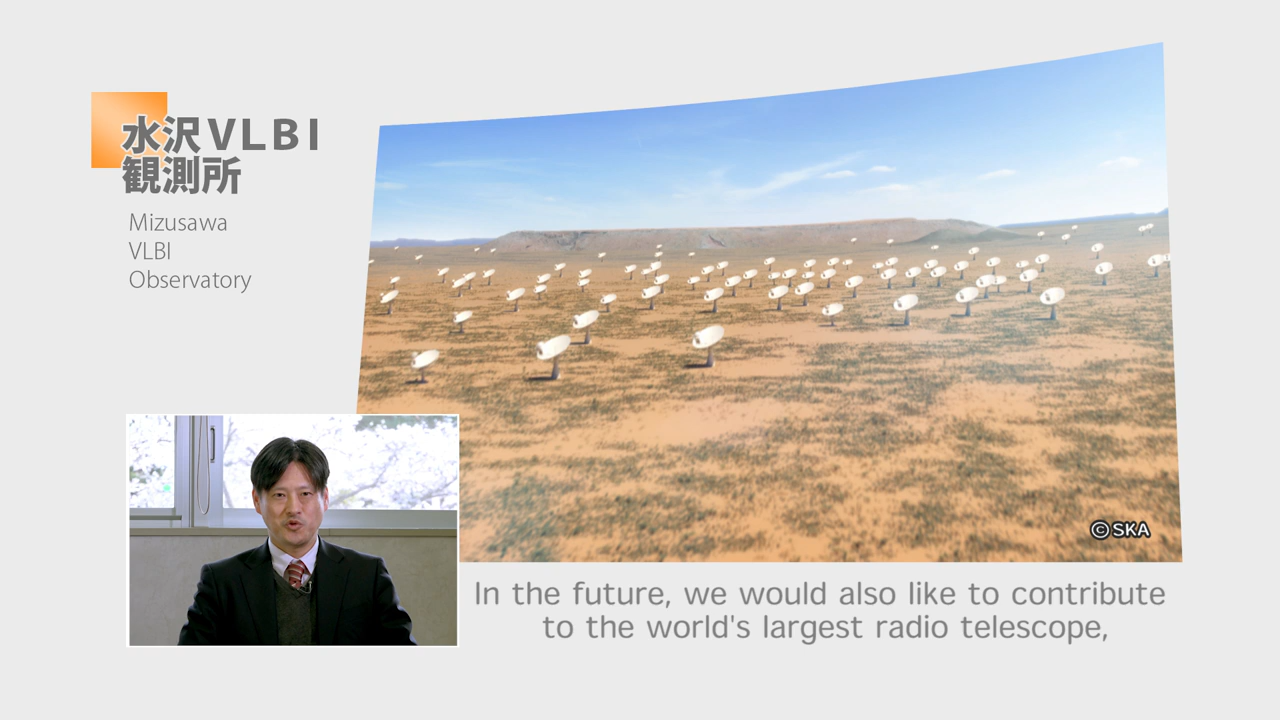 水沢VLBI
観測所
Mizusawa
VLBI
Observatory
©SKA
In the future, we would also like to contribute
to the world's largest radio telescope,